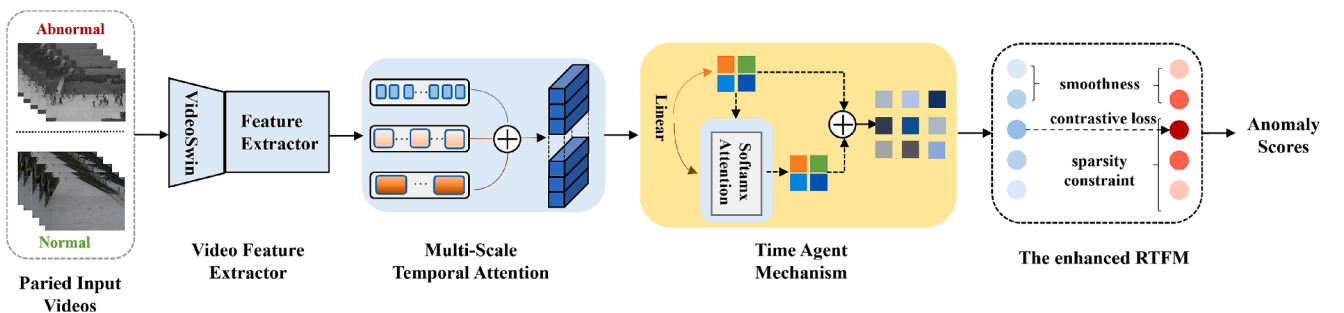 Abnormal
Normal
Paried Input
Videos
VideoSwin
Feature
Extractor
Video Feature
Extractor
Multi-Scale
Temporal Attention
Linear
Softamx
Attention
Time Agent
Mechanism
smoothness
contrastive loss
sparsity
constraint
The enhanced RTFM
Anomaly
Scores